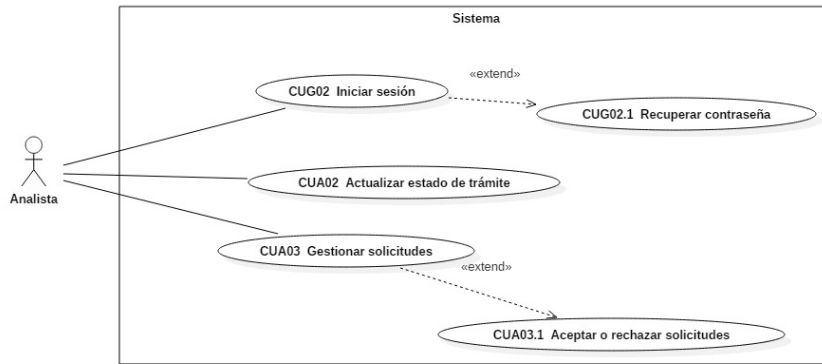 Sistema
«extend»
CUG02 Iniciar sesión
CUG02.1 Recuperar contraseña
CUA02 Actualizar estado de trámite
Analista
CUA03 Gestionar solicitudes
«extend»
CUA03.1 Aceptar o rechazar solicitudes